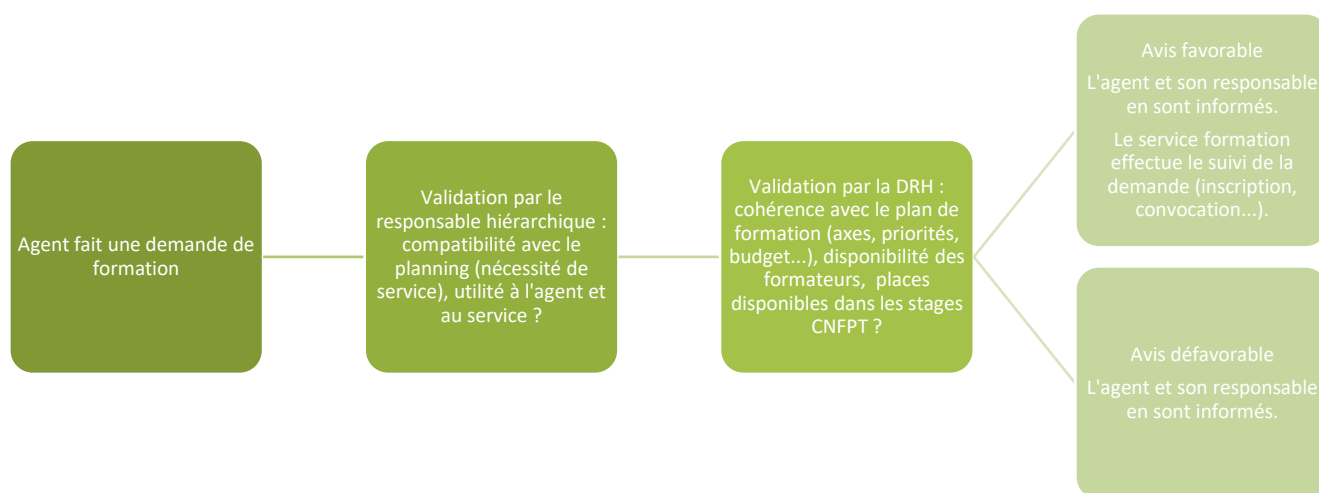 Agent fait une demande de
formation
Validation par le
responsable hiérarchique :
compatibilité avec le
planning (nécessité de
service), utilité à l'agent et
au service ?
Validation par la DRH :
cohérence avec le plan de
formation (axes, priorités,
budget...), disponibilité des
formateurs, places
disponibles dans les stages
CNFPT ?
Avis favorable
L'agent et son responsable
en sont informés.
Le service formation
effectue le suivi de la
demande (inscription,
convocation...).
Avis défavorable
L'agent et son responsable
en sont informés.